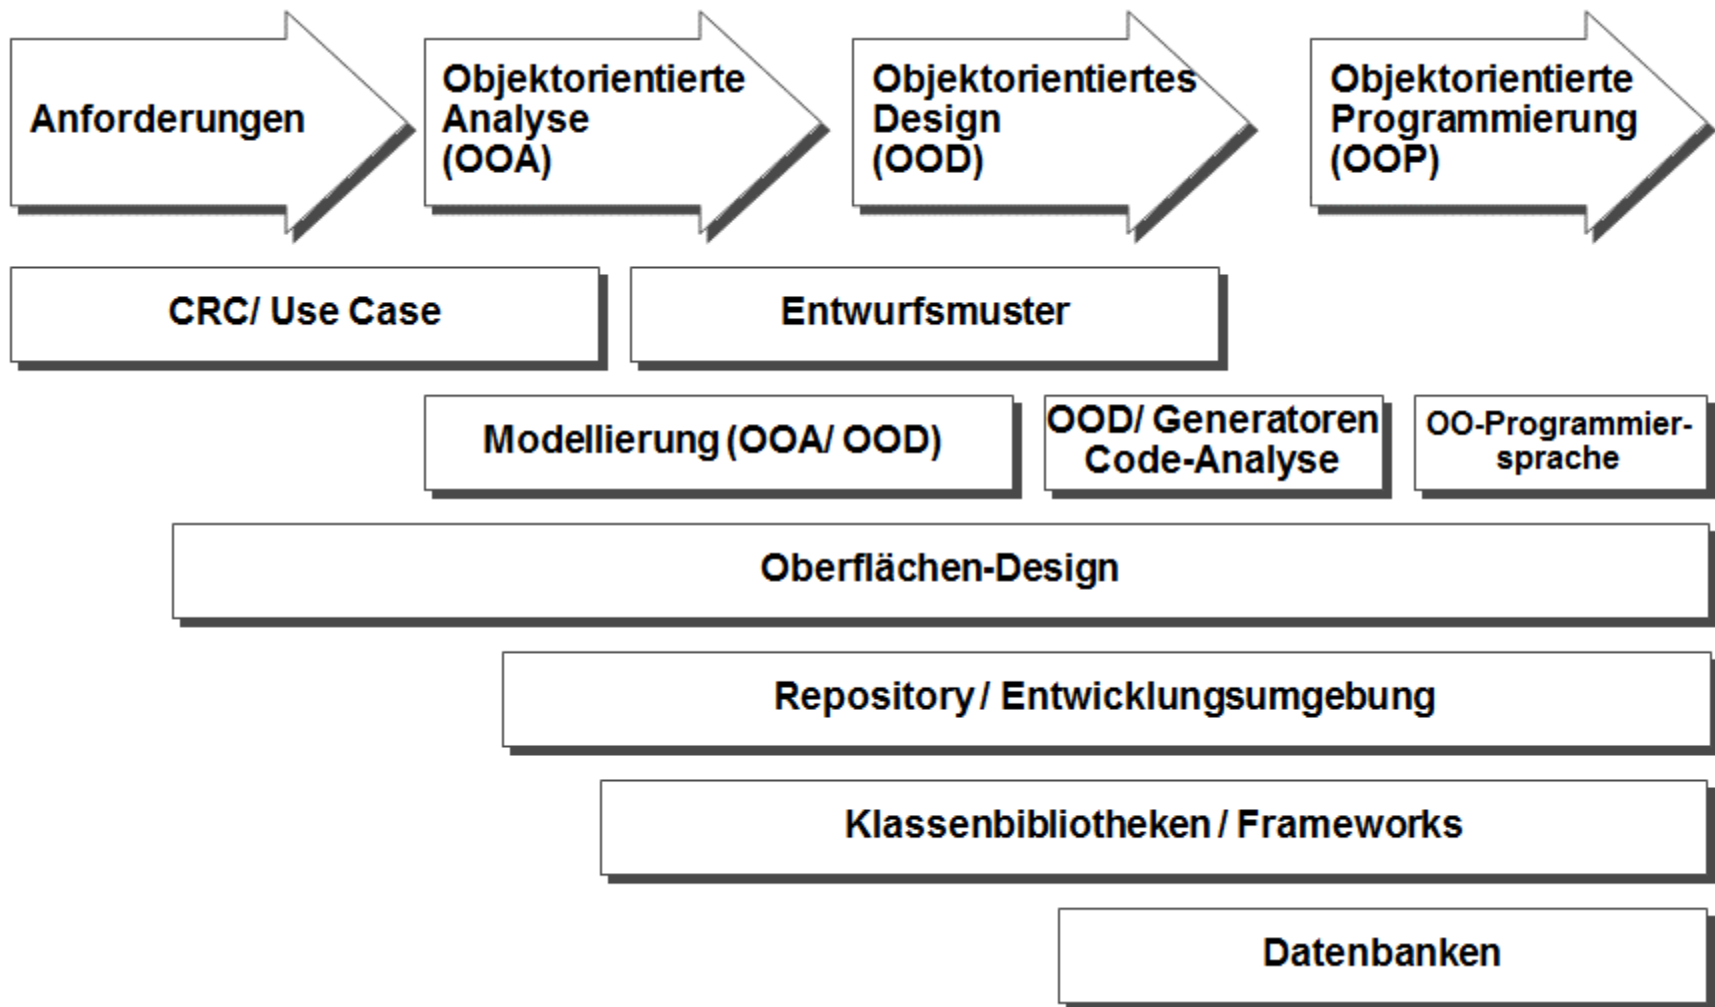 Anforderungen
Objektorientierte
Analyse
(OOA)
Objektorientiertes
Design
(OOD)
Objektorientierte
Programmierung
(OOP)
CRC/ Use Case
Entwurfsmuster
Modellierung (OOA/ OOD)
OOD/ Generatoren
Code-Analyse
OO-Programmier-
sprache
Oberflächen-Design
Repository / Entwicklungsumgebung
Klassenbibliotheken / Frameworks
Datenbanken